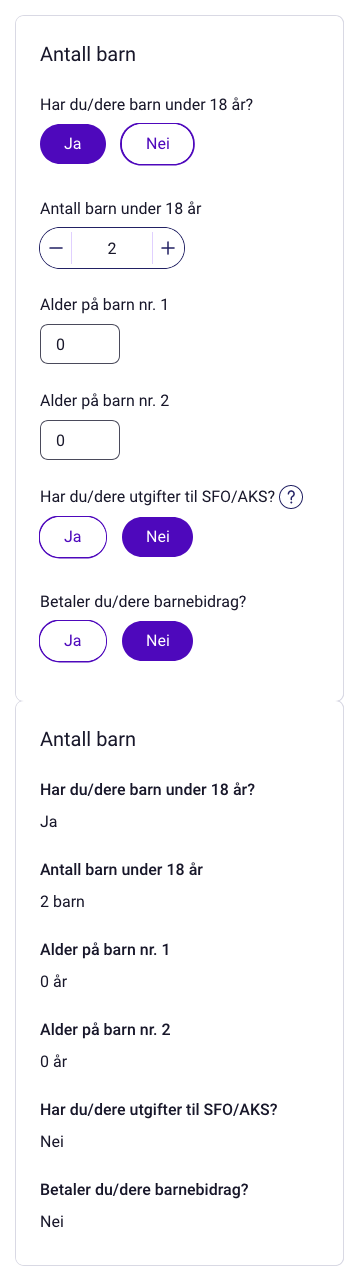 Antall barn
Har du/dere barn under 18 år?
Ja Nei
Antall barn under 18 år
− 2 +
Alder på barn nr. 1
0
Alder på barn nr. 2
0
Har du/dere utgifter til SFO/AKS? ?
Ja Nei
Betaler du/dere barnebidrag?
Ja Nei
Antall barn
Har du/dere barn under 18 år?
Ja
Antall barn under 18 år
2 barn
Alder på barn nr. 1
0 år
Alder på barn nr. 2
0 år
Har du/dere utgifter til SFO/AKS?
Nei
Betaler du/dere barnebidrag?
Nei